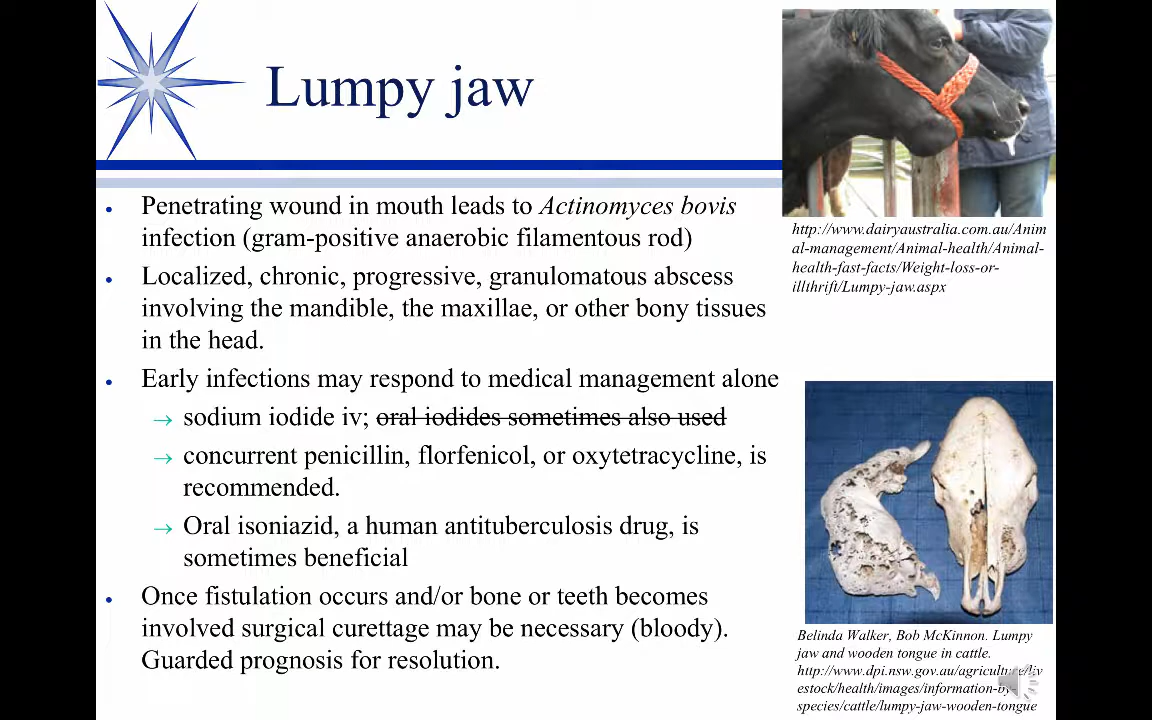 Lumpy jaw
Penetrating wound in mouth leads to Actinomyces bovis
infection (gram-positive anaerobic filamentous rod)
Localized, chronic, progressive, granulomatous abscess
involving the mandible, the maxillae, or other bony tissues
in the head.
Early infections may respond to medical management alone
→ sodium iodide iv; oral iodides sometimes also used
→ concurrent penicillin, florfenicol, or oxytetracycline, is
recommended.
→ Oral isoniazid, a human antituberculosis drug, is
sometimes beneficial
Once fistulation occurs and/or bone or teeth becomes
involved surgical curettage may be necessary (bloody).
Guarded prognosis for resolution.
http://www.dairyaustralia.com.au/Anim
al-management/Animal-health/Animal-
health-fast-facts/Weight-loss-or-
illthrift/Lumpy-jaw.aspx
Belinda Walker, Bob McKinnon. Lumpy
jaw and wooden tongue in cattle.
http://www.dpi.nsw.gov.au/agriculture/liv
estock/health/images/information-by-
species/cattle/lumpy-jaw-wooden-tongue